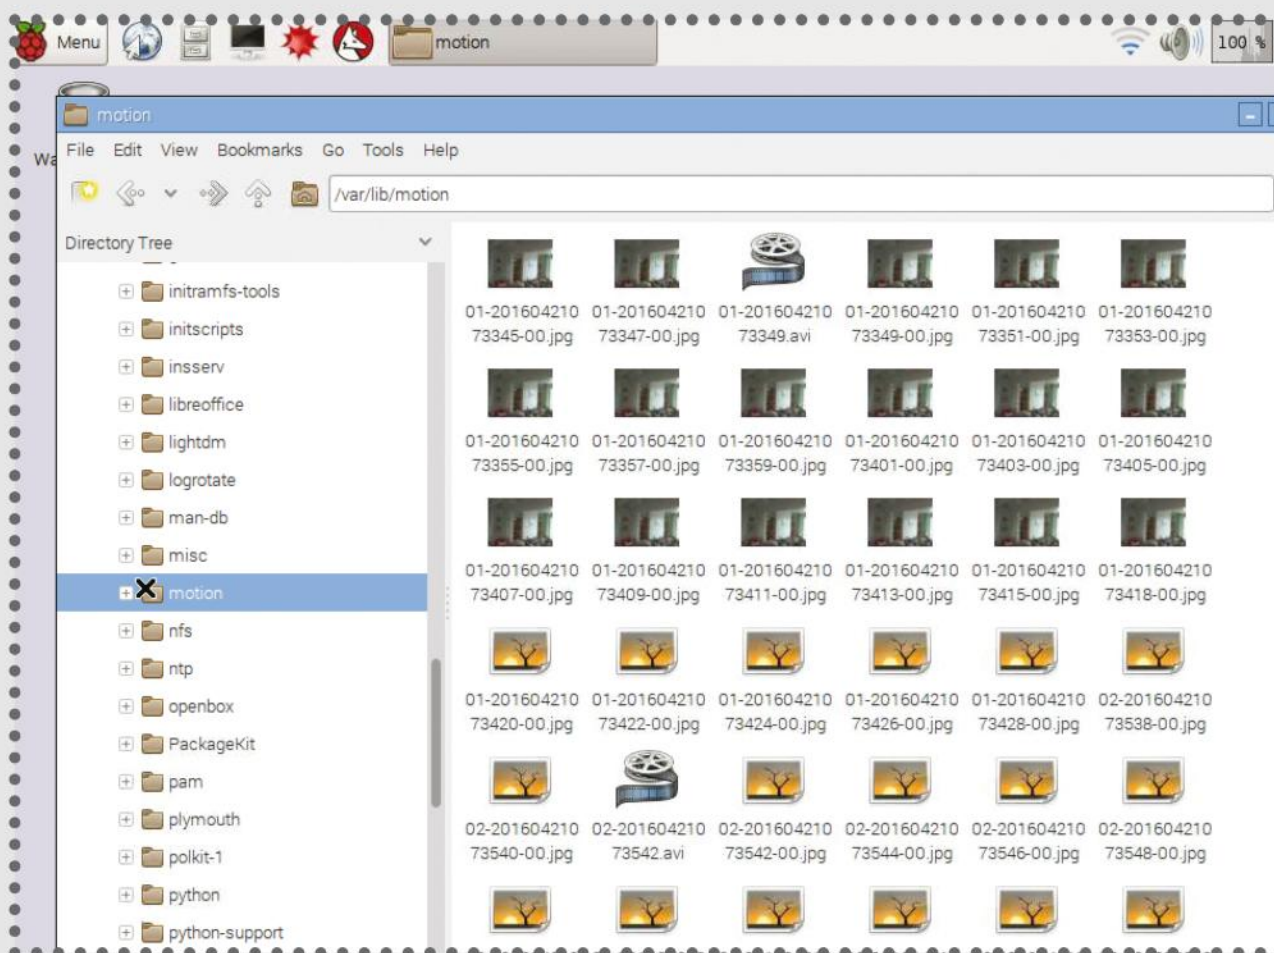 Menu
motion
100 %
motion
Wa
File Edit View Bookmarks Go Tools Help
/var/lib/motion
Directory Tree
initramfs-tools
initscripts
insserv
libreoffice
lightdm
logrotate
man-db
misc
motion
nfs
ntp
openbox
PackageKit
pam
plymouth
polkit-1
python
python-support
01-201604210 01-201604210 01-201604210 01-201604210 01-201604210 01-201604210
73345-00.jpg 73347-00.jpg 73349.avi 73349-00.jpg 73351-00.jpg 73353-00.jpg
01-201604210 01-201604210 01-201604210 01-201604210 01-201604210 01-201604210
73355-00.jpg 73357-00.jpg 73359-00.jpg 73401-00.jpg 73403-00.jpg 73405-00.jpg
01-201604210 01-201604210 01-201604210 01-201604210 01-201604210 01-201604210
73407-00.jpg 73409-00.jpg 73411-00.jpg 73413-00.jpg 73415-00.jpg 73418-00.jpg
01-201604210 01-201604210 01-201604210 01-201604210 01-201604210 02-201604210
73420-00.jpg 73422-00.jpg 73424-00.jpg 73426-00.jpg 73428-00.jpg 73538-00.jpg
02-201604210 02-201604210 02-201604210 02-201604210 02-201604210 02-201604210
73540-00.jpg 73542.avi 73542-00.jpg 73544-00.jpg 73546-00.jpg 73548-00.jpg